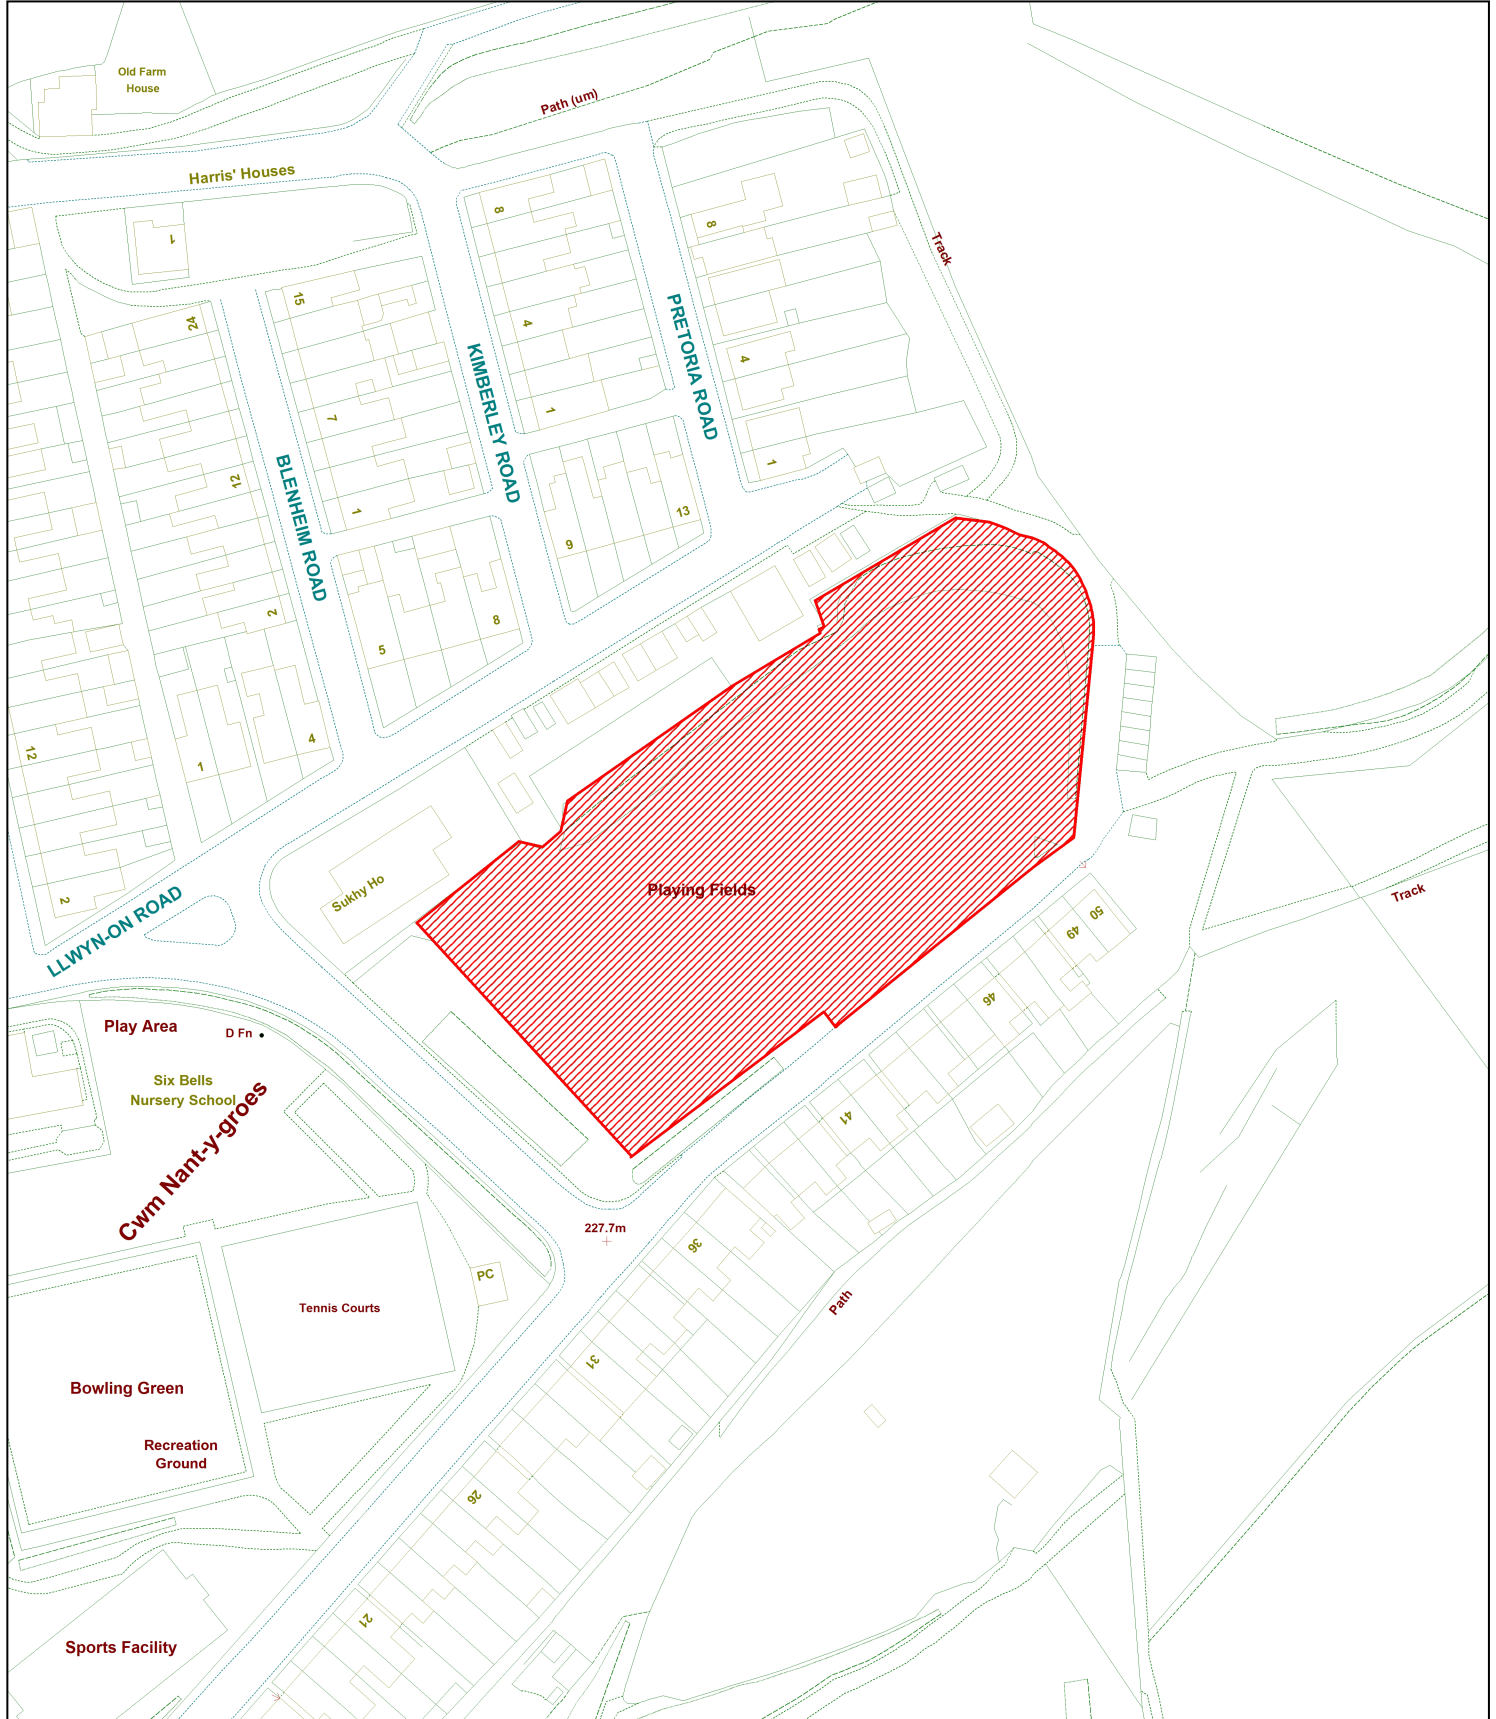 Old Farm
House
Path (um)
Harris' Houses
1
8
8
Track
15
24
4
PRETORIA ROAD
KIMBERLEY ROAD
4
7
1
1
12
BLENHEIM ROAD
1
13
9
2
8
5
4
12
1
Playing Fields
Sukhy Ho
Track
2
50
49
LLWYN-ON ROAD
46
Play Area
D Fn
Six Bells
Nursery School
Cwm Nant-y-groes
41
227.7m
36
PC
Tennis Courts
Path
31
Bowling Green
Recreation
Ground
26
21
Sports Facility